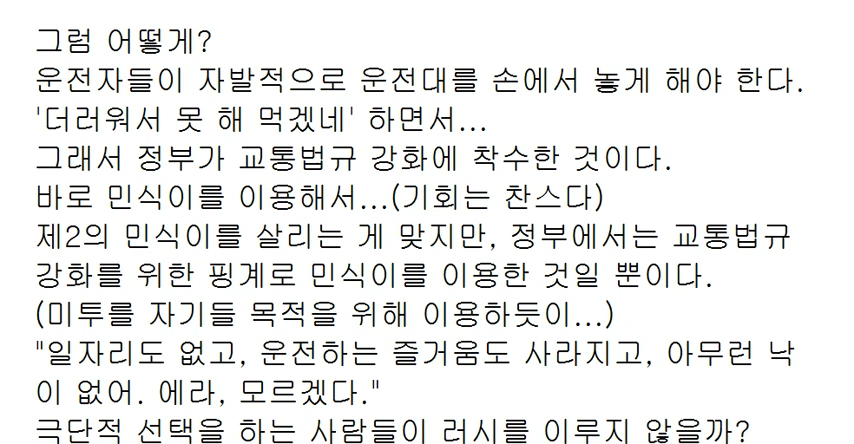 그럼 어떻게?
운전자들이 자발적으로 운전대를 손에서 놓게 해야 한다.
'더러워서 못 해 먹겠네' 하면서...
그래서 정부가 교통법규 강화에 착수한 것이다.
바로 민식이를 이용해서...(기회는 찬스다)
제2의 민식이를 살리는 게 맞지만, 정부에서는 교통법규
강화를 위한 핑계로 민식이를 이용한 것일 뿐이다.
(미투를 자기들 목적을 위해 이용하듯이...)
"일자리도 없고, 운전하는 즐거움도 사라지고, 아무런 낙
이 없어. 에라, 모르겠다."
극단적 선택을 하는 사람들이 러시를 이루지 않을까?